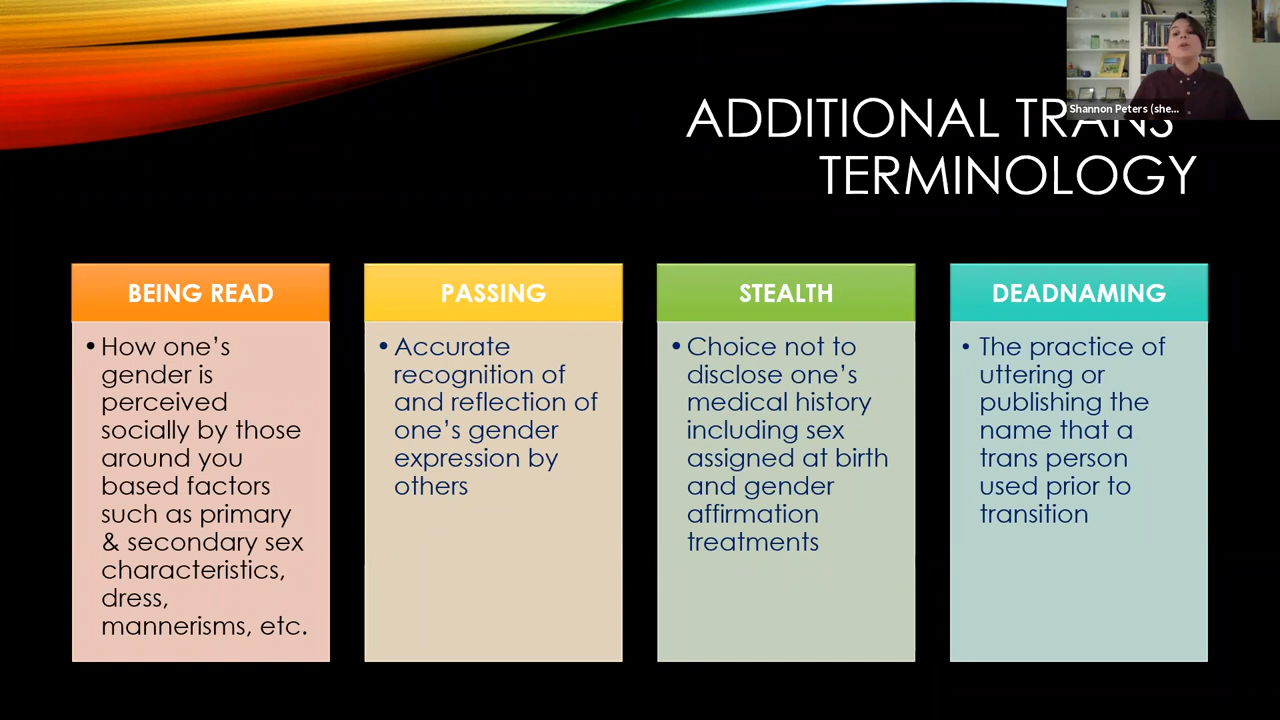 Shannon Peters (she...
ADDITIONAL TRANS
TERMINOLOGY
BEING READ
• How one's
gender is
perceived
socially by those
around you
based factors
such as primary
& secondary sex
characteristics,
dress,
mannerisms, etc.
PASSING
• Accurate
recognition of
and reflection of
one's gender
expression by
others
STEALTH
• Choice not to
disclose one's
medical history
including sex
assigned at birth
and gender
affirmation
treatments
DEADNAMING
• The practice of
uttering or
publishing the
name that a
trans person
used prior to
transition